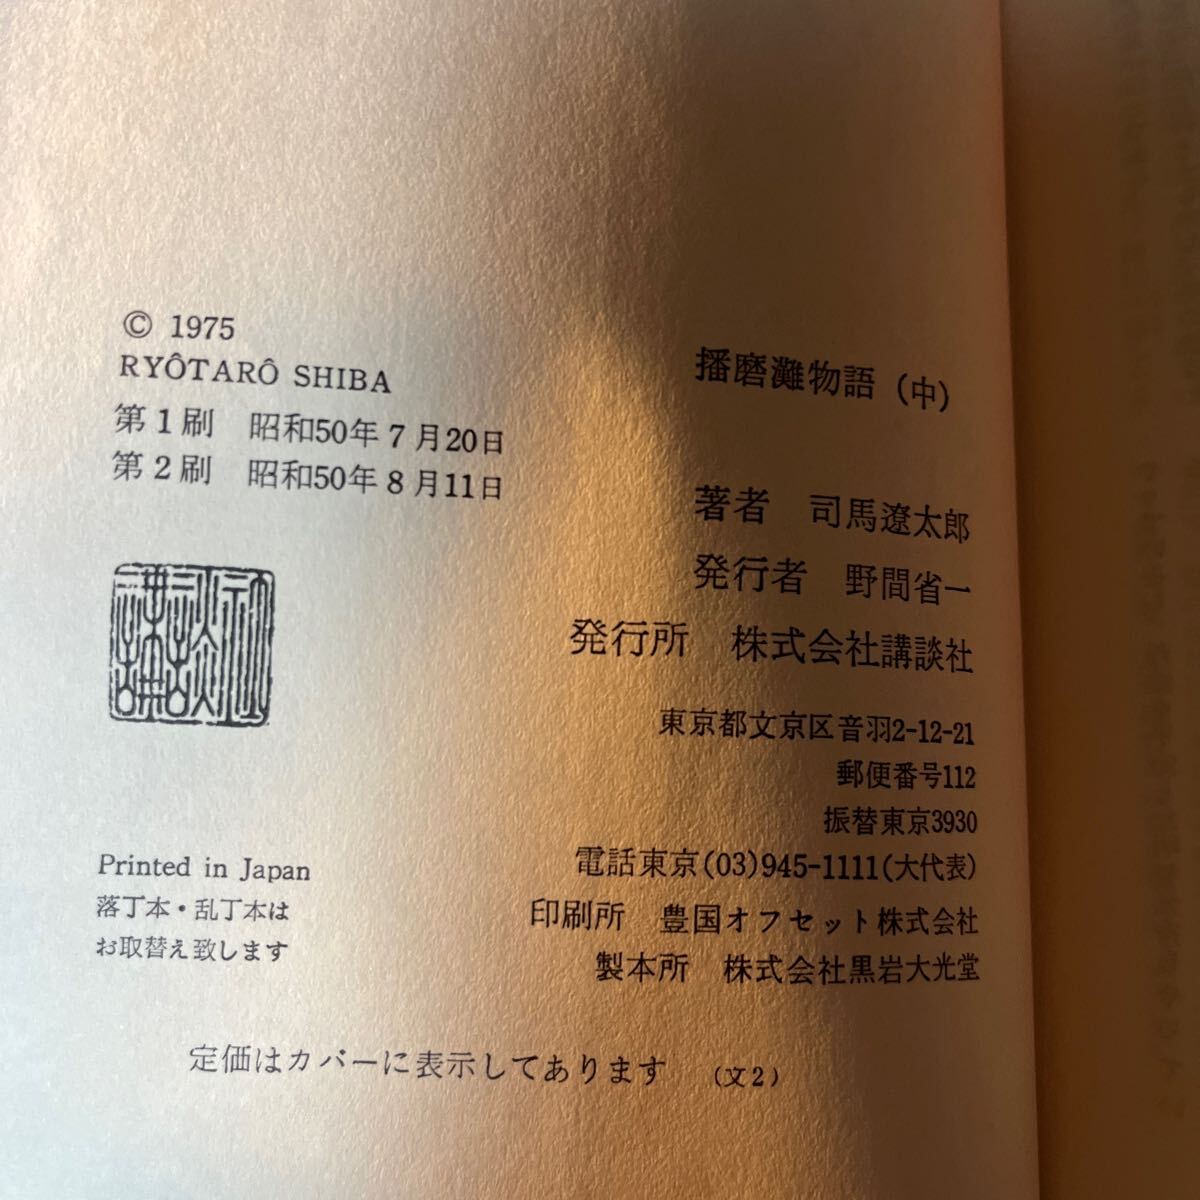 播磨灘物語（中）
著者　司馬遼太郎
発行者　野間省一
発行所　株式会社講談社
東京都文京区音羽2-12-21
郵便番号112
振替東京3930
電話東京(03)945-1111(大代表)
印刷所　豊国オフセット株式会社
製本所　株式会社黒岩大光堂
© 1975
RYÔTARÔ SHIBA
第1刷　昭和50年7月20日
第2刷　昭和50年8月11日
講談社
Printed in Japan
落丁本・乱丁本は
お取替え致します
定価はカバーに表示してあります　（文2）